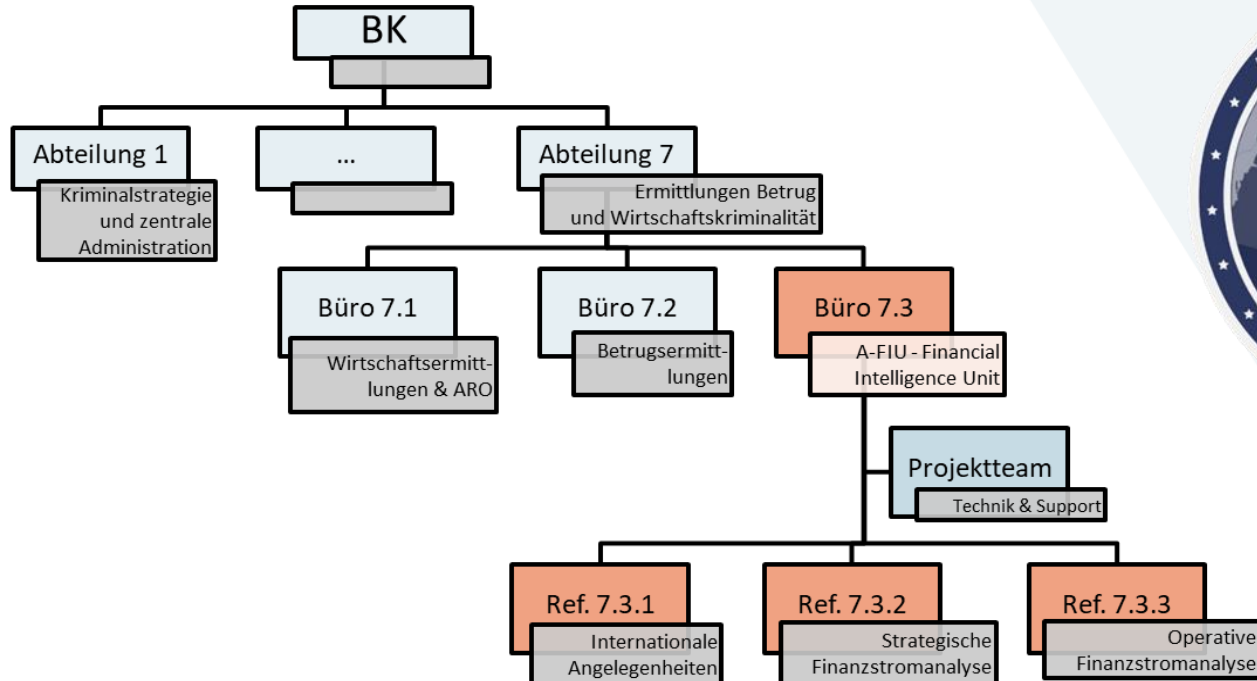 BK
Abteilung 1
Kriminalstrategie
und zentrale
Administration
...
Abteilung 7
Ermittlungen Betrug
und Wirtschaftskriminalität
Büro 7.1
Wirtschaftsermitt-
lungen & ARO
Büro 7.2
Betrugsermitt-
lungen
Büro 7.3
A-FIU - Financial
Intelligence Unit
Projektteam
Technik & Support
Ref. 7.3.1
Internationale
Angelegenheiten
Ref. 7.3.2
Strategische
Finanzstromanalyse
Ref. 7.3.3
Operative
Finanzstromanalyse